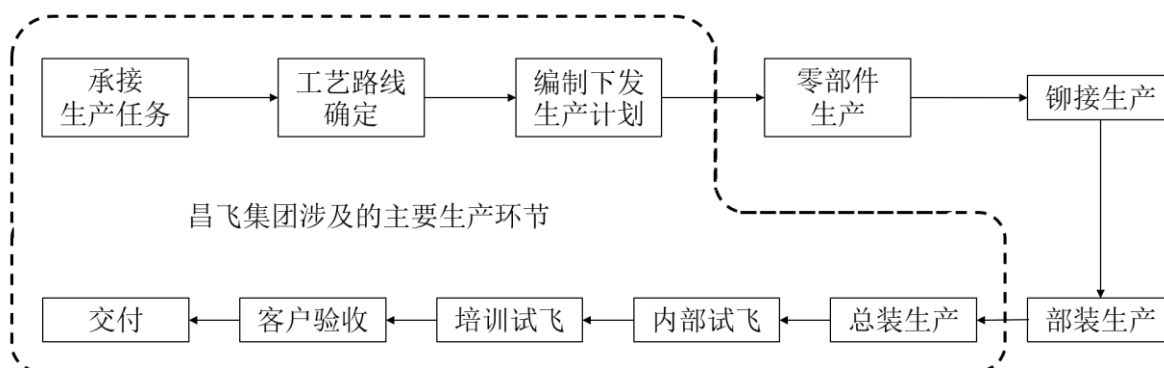 承接
生产任务
工艺路线
确定
编制下发
生产计划
零部件
生产
铆接生产
昌飞集团涉及的主要生产环节
交付
客户验收
培训试飞
内部试飞
总装生产
部装生产